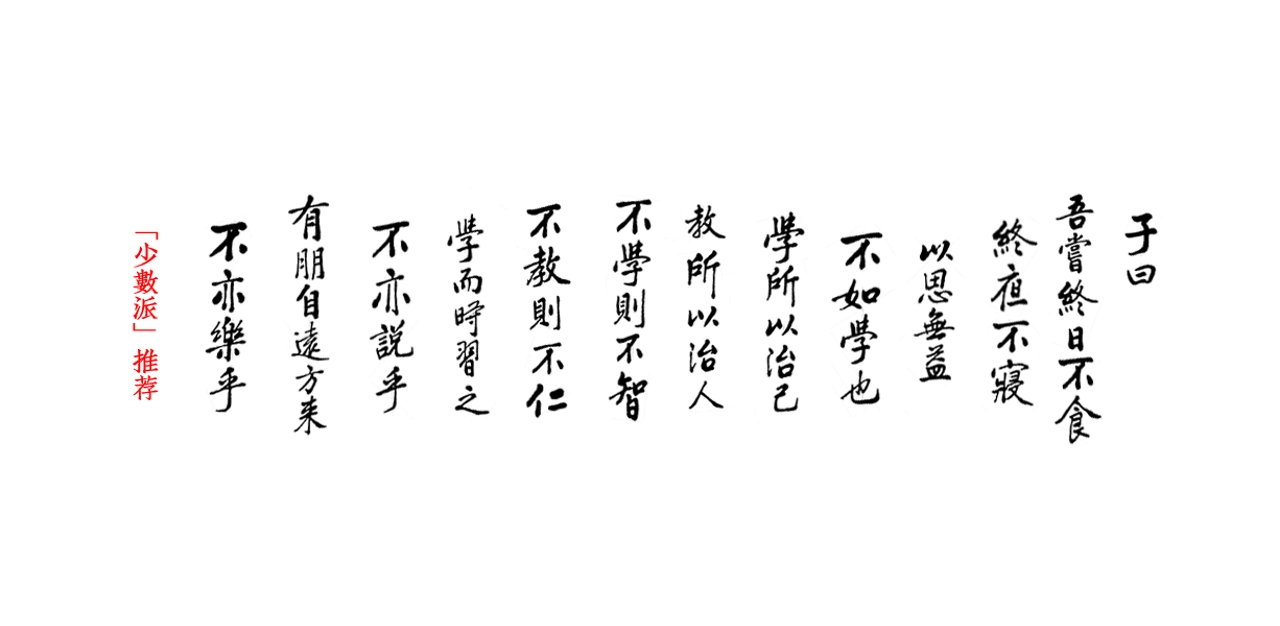 子曰
吾嘗終日不食
終夜不寢
以思無益
不如學也
學所以治己
教所以治人
不學則不智
不教則不仁
學而時習之
不亦說乎
有朋自遠方来
不亦樂乎
「少數派」推荐